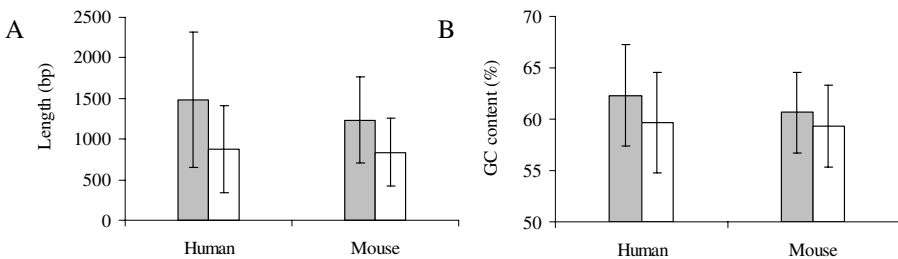 A
Length (bp)
2500
2000
1500
1000
500
0
Human
Mouse
B
GC content (%)
70
65
60
55
50
Human
Mouse